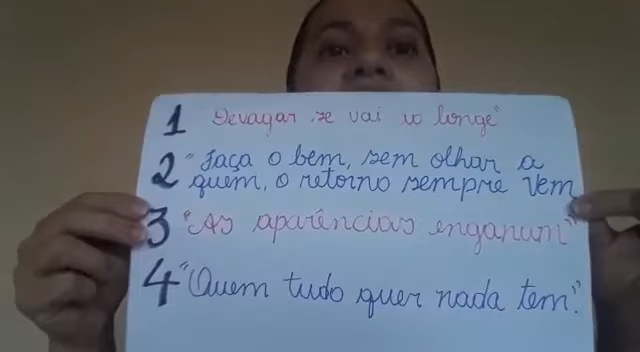 1 Devagar se vai ao longe"
2 "Faça o bem, sem olhar a
quem, o retorno sempre vem
3 "As aparências enganam"
4 "Quem tudo quer nada tem".